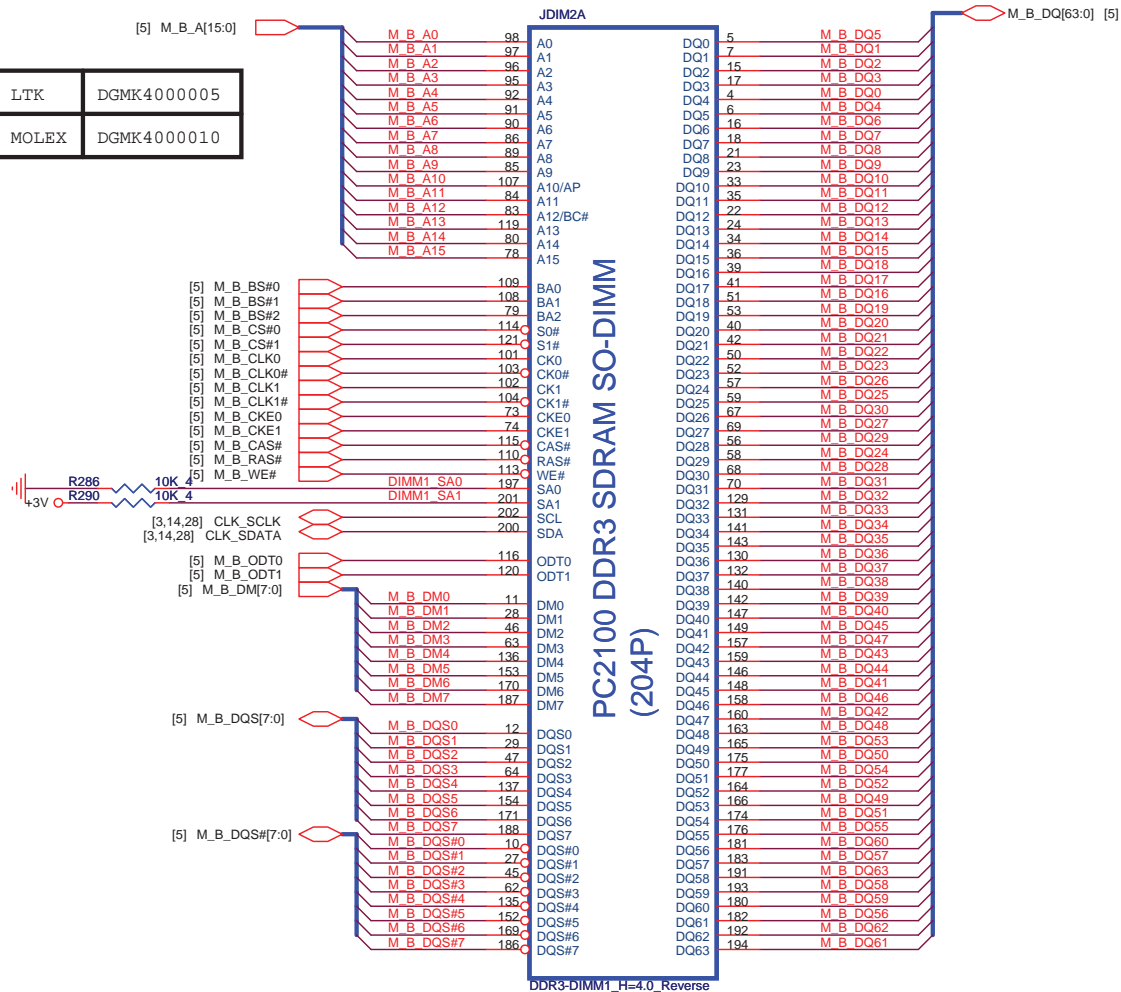 JDIM2A
[5] M_B_A[15:0]
M_B_DQ[63:0] [5]
LTK DGMK4000005
MOLEX DGMK4000010
M_B_A0 98 A0 DQ0 5 M_B_DQ5
M_B_A1 97 A1 DQ1 7 M_B_DQ1
M_B_A2 96 A2 DQ2 15 M_B_DQ2
M_B_A3 95 A3 DQ3 17 M_B_DQ3
M_B_A4 92 A4 DQ4 4 M_B_DQ0
M_B_A5 91 A5 DQ5 6 M_B_DQ4
M_B_A6 90 A6 DQ6 16 M_B_DQ6
M_B_A7 86 A7 DQ7 18 M_B_DQ7
M_B_A8 89 A8 DQ8 21 M_B_DQ8
M_B_A9 85 A9 DQ9 23 M_B_DQ9
M_B_A10 107 A10/AP DQ10 33 M_B_DQ10
M_B_A11 84 A11 DQ11 35 M_B_DQ11
M_B_A12 83 A12/BC# DQ12 22 M_B_DQ12
M_B_A13 119 A13 DQ13 24 M_B_DQ13
M_B_A14 80 A14 DQ14 34 M_B_DQ14
M_B_A15 78 A15 DQ15 36 M_B_DQ15
DQ16 39 M_B_DQ18
[5] M_B_BS#0 109 BA0 DQ17 41 M_B_DQ17
[5] M_B_BS#1 108 BA1 DQ18 51 M_B_DQ16
[5] M_B_BS#2 79 BA2 DQ19 53 M_B_DQ19
[5] M_B_CS#0 114 S0# DQ20 40 M_B_DQ20
[5] M_B_CS#1 121 S1# DQ21 42 M_B_DQ21
[5] M_B_CLK0 101 CK0 DQ22 50 M_B_DQ22
[5] M_B_CLK0# 103 CK0# DQ23 52 M_B_DQ23
[5] M_B_CLK1 102 CK1 DQ24 57 M_B_DQ26
[5] M_B_CLK1# 104 CK1# DQ25 59 M_B_DQ25
[5] M_B_CKE0 73 CKE0 DQ26 67 M_B_DQ30
[5] M_B_CKE1 74 CKE1 DQ27 69 M_B_DQ27
[5] M_B_CAS# 115 CAS# DQ28 56 M_B_DQ29
[5] M_B_RAS# 110 RAS# DQ29 58 M_B_DQ24
[5] M_B_WE# 113 WE# DQ30 68 M_B_DQ28
R286 10K_4 DIMM1_SA0 197 SA0 DQ31 70 M_B_DQ31
+3V R290 10K_4 DIMM1_SA1 201 SA1 DQ32 129 M_B_DQ32
[3,14,28] CLK_SCLK 202 SCL DQ33 131 M_B_DQ33
[3,14,28] CLK_SDATA 200 SDA DQ34 141 M_B_DQ34
DQ35 143 M_B_DQ35
[5] M_B_ODT0 116 ODT0 DQ36 130 M_B_DQ36
[5] M_B_ODT1 120 ODT1 DQ37 132 M_B_DQ37
[5] M_B_DM[7:0] DQ38 140 M_B_DQ38
M_B_DM0 11 DM0 DQ39 142 M_B_DQ39
M_B_DM1 28 DM1 DQ40 147 M_B_DQ40
M_B_DM2 46 DM2 DQ41 149 M_B_DQ45
M_B_DM3 63 DM3 DQ42 157 M_B_DQ47
M_B_DM4 136 DM4 DQ43 159 M_B_DQ43
M_B_DM5 153 DM5 DQ44 146 M_B_DQ44
M_B_DM6 170 DM6 DQ45 148 M_B_DQ41
M_B_DM7 187 DM7 DQ46 158 M_B_DQ46
[5] M_B_DQS[7:0] DQ47 160 M_B_DQ42
M_B_DQS0 12 DQS0 DQ48 163 M_B_DQ48
M_B_DQS1 29 DQS1 DQ49 165 M_B_DQ53
M_B_DQS2 47 DQS2 DQ50 175 M_B_DQ50
M_B_DQS3 64 DQS3 DQ51 177 M_B_DQ54
M_B_DQS4 137 DQS4 DQ52 164 M_B_DQ52
M_B_DQS5 154 DQS5 DQ53 166 M_B_DQ49
M_B_DQS6 171 DQS6 DQ54 174 M_B_DQ51
M_B_DQS7 188 DQS7 DQ55 176 M_B_DQ55
[5] M_B_DQS#[7:0]
M_B_DQS#0 10 DQS#0 DQ56 181 M_B_DQ60
M_B_DQS#1 27 DQS#1 DQ57 183 M_B_DQ57
M_B_DQS#2 45 DQS#2 DQ58 191 M_B_DQ63
M_B_DQS#3 62 DQS#3 DQ59 193 M_B_DQ58
M_B_DQS#4 135 DQS#4 DQ60 180 M_B_DQ59
M_B_DQS#5 152 DQS#5 DQ61 182 M_B_DQ56
M_B_DQS#6 169 DQS#6 DQ62 192 M_B_DQ62
M_B_DQS#7 186 DQS#7 DQ63 194 M_B_DQ61
PC2100 DDR3 SDRAM SO-DIMM
(204P)
DDR3-DIMM1_H=4.0_Reverse